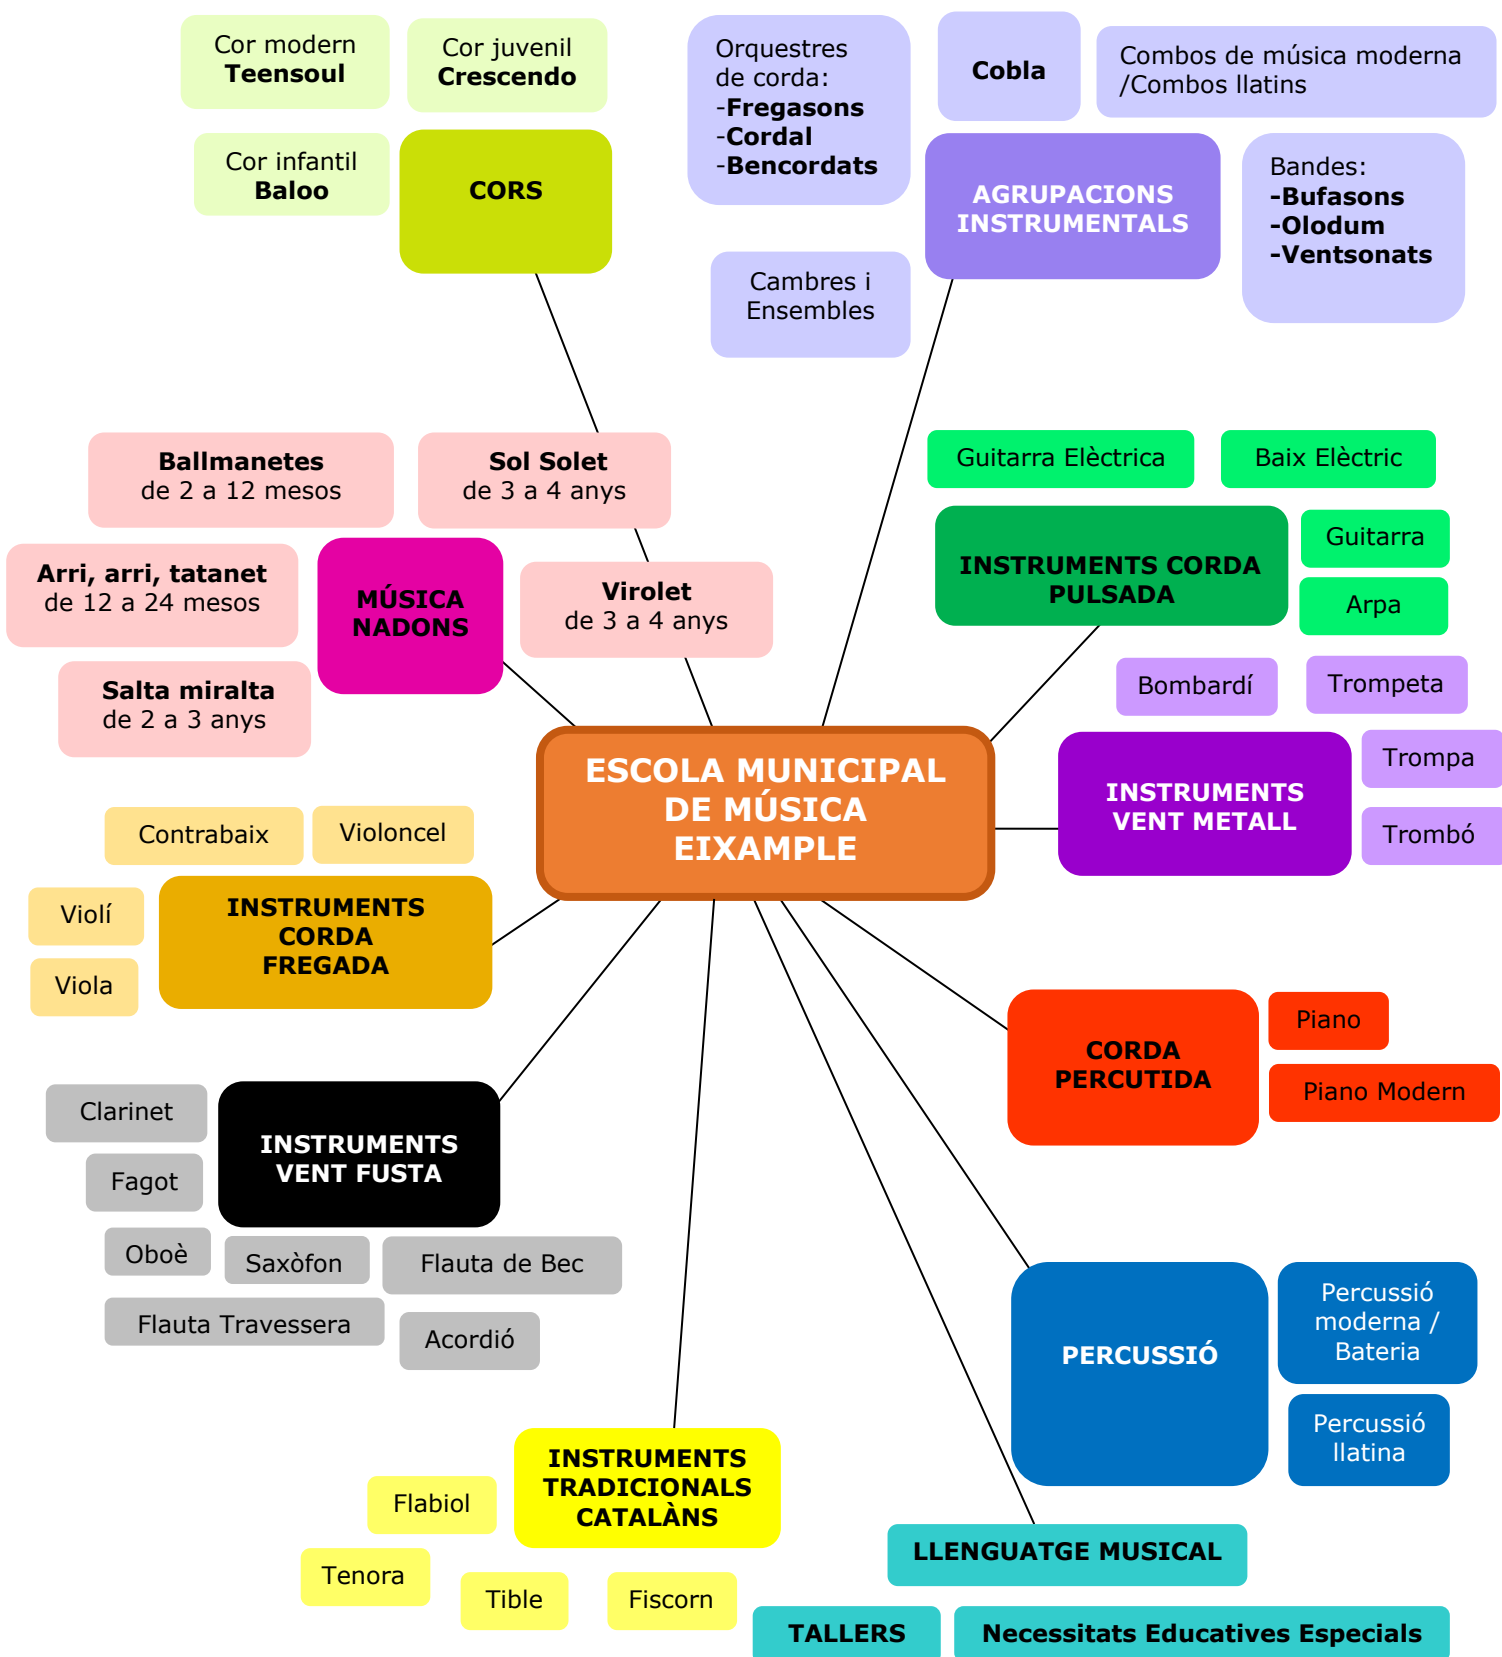 Cor modern
Teensoul
Cor juvenil
Crescendo
Cor infantil
Baloo
CORS
Orquestres
de corda:
-Fregasons
-Cordal
-Bencordats
Cobla
Combos de música moderna
/Combos llatins
AGRUPACIONS
INSTRUMENTALS
Bandes:
-Bufasons
-Olodum
-Ventsonats
Cambres i
Ensembles
Ballmanetes
de 2 a 12 mesos
Sol Solet
de 3 a 4 anys
Arri, arri, tatanet
de 12 a 24 mesos
MÚSICA
NADONS
Virolet
de 3 a 4 anys
Salta miralta
de 2 a 3 anys
Guitarra Elèctrica
Baix Elèctric
INSTRUMENTS CORDA
PULSADA
Guitarra
Arpa
Bombardí
Trompeta
INSTRUMENTS
VENT METALL
Trompa
Trombó
ESCOLA MUNICIPAL
DE MÚSICA
EIXAMPLE
Contrabaix
Violoncel
Violí
Viola
INSTRUMENTS
CORDA
FREGADA
CORDA
PERCUTIDA
Piano
Piano Modern
Clarinet
Fagot
INSTRUMENTS
VENT FUSTA
Oboè
Saxòfon
Flauta de Bec
Flauta Travessera
Acordió
PERCUSSIÓ
Percussió
moderna /
Bateria
Percussió
llatina
INSTRUMENTS
TRADICIONALS
CATALÀNS
Flabiol
Tenora
Tible
Fiscorn
LLENGUATGE MUSICAL
TALLERS
Necessitats Educatives Especials